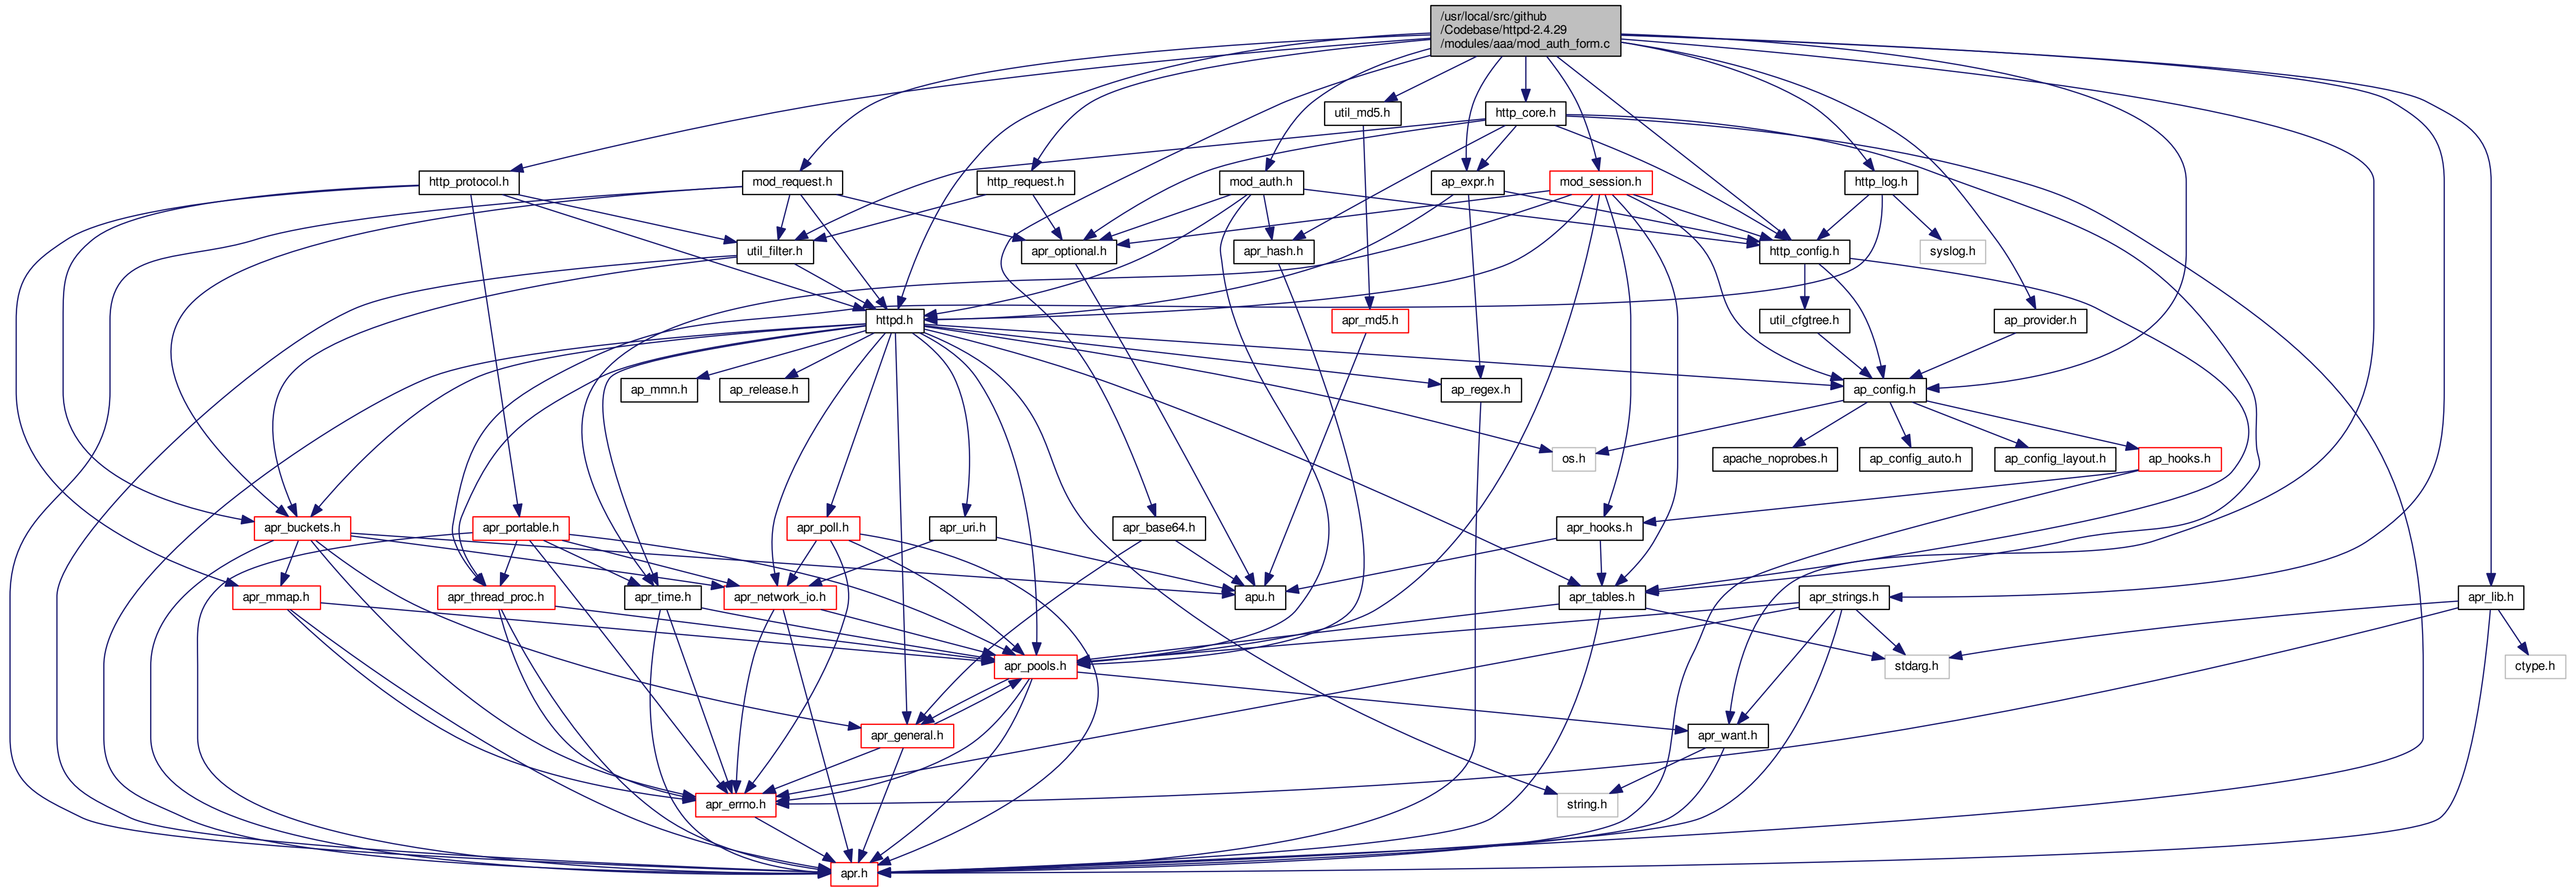 /usr/local/src/github
/Codebase/httpd-2.4.29
/modules/aaa/mod_auth_form.c
util_md5.h
http_core.h
http_protocol.h
mod_request.h
http_request.h
mod_auth.h
ap_expr.h
mod_session.h
http_log.h
util_filter.h
apr_optional.h
apr_hash.h
http_config.h
syslog.h
httpd.h
apr_md5.h
util_cfgtree.h
ap_provider.h
ap_mmn.h
ap_release.h
ap_regex.h
ap_config.h
os.h
apache_noprobes.h
ap_config_auto.h
ap_config_layout.h
ap_hooks.h
apr_buckets.h
apr_portable.h
apr_poll.h
apr_uri.h
apr_base64.h
apr_hooks.h
apr_mmap.h
apr_thread_proc.h
apr_time.h
apr_network_io.h
apu.h
apr_tables.h
apr_strings.h
apr_lib.h
apr_pools.h
stdarg.h
ctype.h
apr_general.h
apr_want.h
apr_errno.h
string.h
apr.h